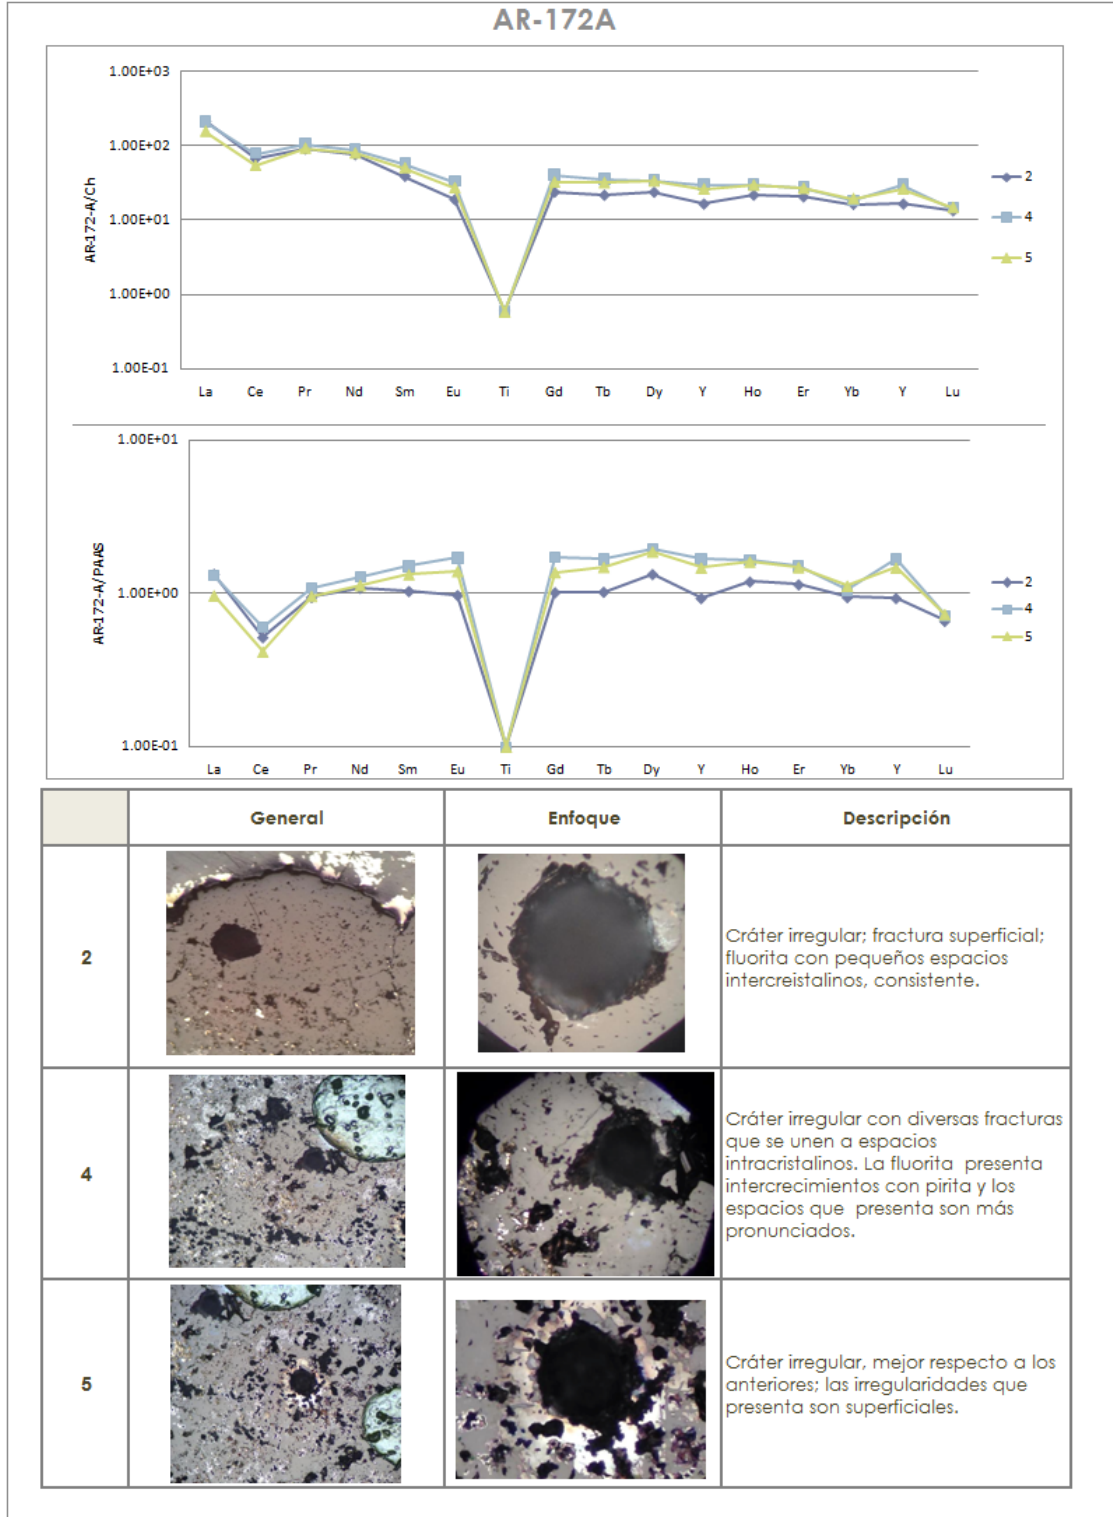 AR-172A
1.00E+03
1.00E+02
1.00E+01
1.00E+00
1.00E-01
AR-172-A/Ch
La Ce Pr Nd Sm Eu Ti Gd Tb Dy Y Ho Er Yb Y Lu
2
4
5
1.00E+01
1.00E+00
1.00E-01
AR-172-A/PAAS
La Ce Pr Nd Sm Eu Ti Gd Tb Dy Y Ho Er Yb Y Lu
2
4
5
General Enfoque Descripción
2
Cráter irregular; fractura superficial;
fluorita con pequeños espacios
intercreistalinos, consistente.
4
Cráter irregular con diversas fracturas
que se unen a espacios
intracristalinos. La fluorita presenta
intercrecimientos con pirita y los
espacios que presenta son más
pronunciados.
5
Cráter irregular, mejor respecto a los
anteriores; las irregularidades que
presenta son superficiales.